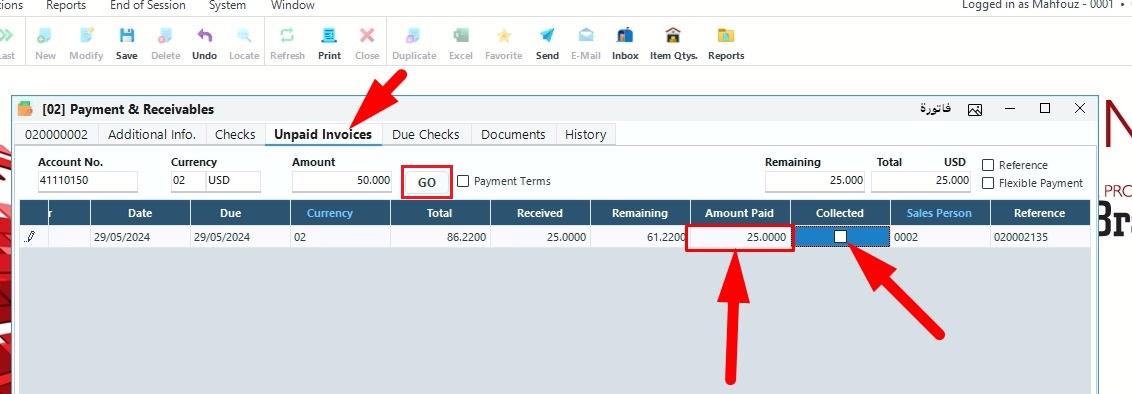 Reports End of Session System Window Logged in as Mahfouz - 0001 •
New Modify Save Delete Undo Locate Refresh Print Close Duplicate Excel Favorite Send E-Mail Inbox Item Qtys. Reports
[02] Payment & Receivables فاتورة
020000002 Additional Info. Checks Unpaid Invoices Due Checks Documents History
Account No. Currency Amount Remaining Total USD Reference
41110150 02 USD 50.000 GO Payment Terms 25.000 25.000 Flexible Payment
Date Due Currency Total Received Remaining Amount Paid Collected Sales Person Reference
29/05/2024 29/05/2024 02 86.2200 25.0000 61.2200 25.0000 0002 020002135